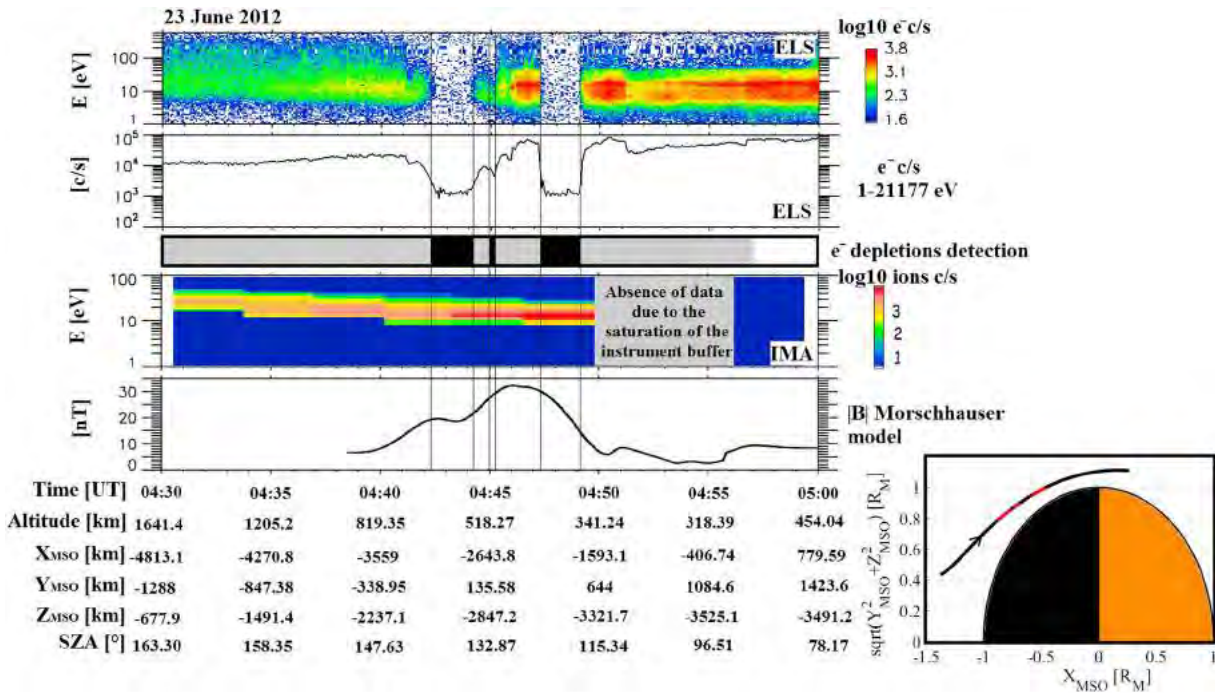 23 June 2012
log10 e⁻c/s
E [eV]
100
10
1
ELS
3.8
3.1
2.3
1.6
[c/s]
10⁵
10⁴
10³
10²
ELS
e⁻ c/s
1-21177 eV
e⁻ depletions detection
log10 ions c/s
E [eV]
100
10
1
Absence of data
due to the
saturation of the
instrument buffer
IMA
3
2
1
[nT]
30
20
10
0
|B| Morschhauser
model
Time [UT] 04:30 04:35 04:40 04:45 04:50 04:55 05:00
Altitude [km] 1641.4 1205.2 819.35 518.27 341.24 318.39 454.04
XMSO [km] -4813.1 -4270.8 -3559 -2643.8 -1593.1 -406.74 779.59
YMSO [km] -1288 -847.38 -338.95 135.58 644 1084.6 1423.6
ZMSO [km] -677.9 -1491.4 -2237.1 -2847.2 -3321.7 -3525.1 -3491.2
SZA [°] 163.30 158.35 147.63 132.87 115.34 96.51 78.17
sqrt(Y²MSO+Z²MSO) [RM]
1
0.8
0.6
0.4
0.2
0
-1.5 -1 -0.5 0 0.5 1
XMSO [RM]